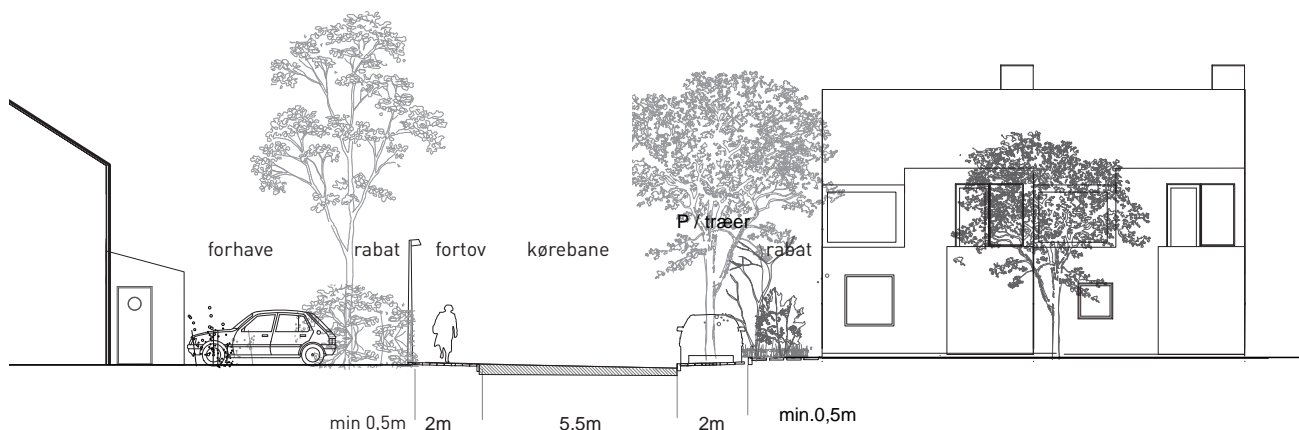 P / træer
forhave rabat fortov kørebane rabat
min 0,5m 2m 5.5m 2m min.0,5m